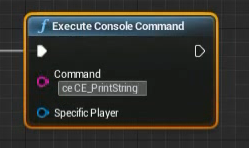 Execute Console Command
Command
ce CE_PrintString
Specific Player